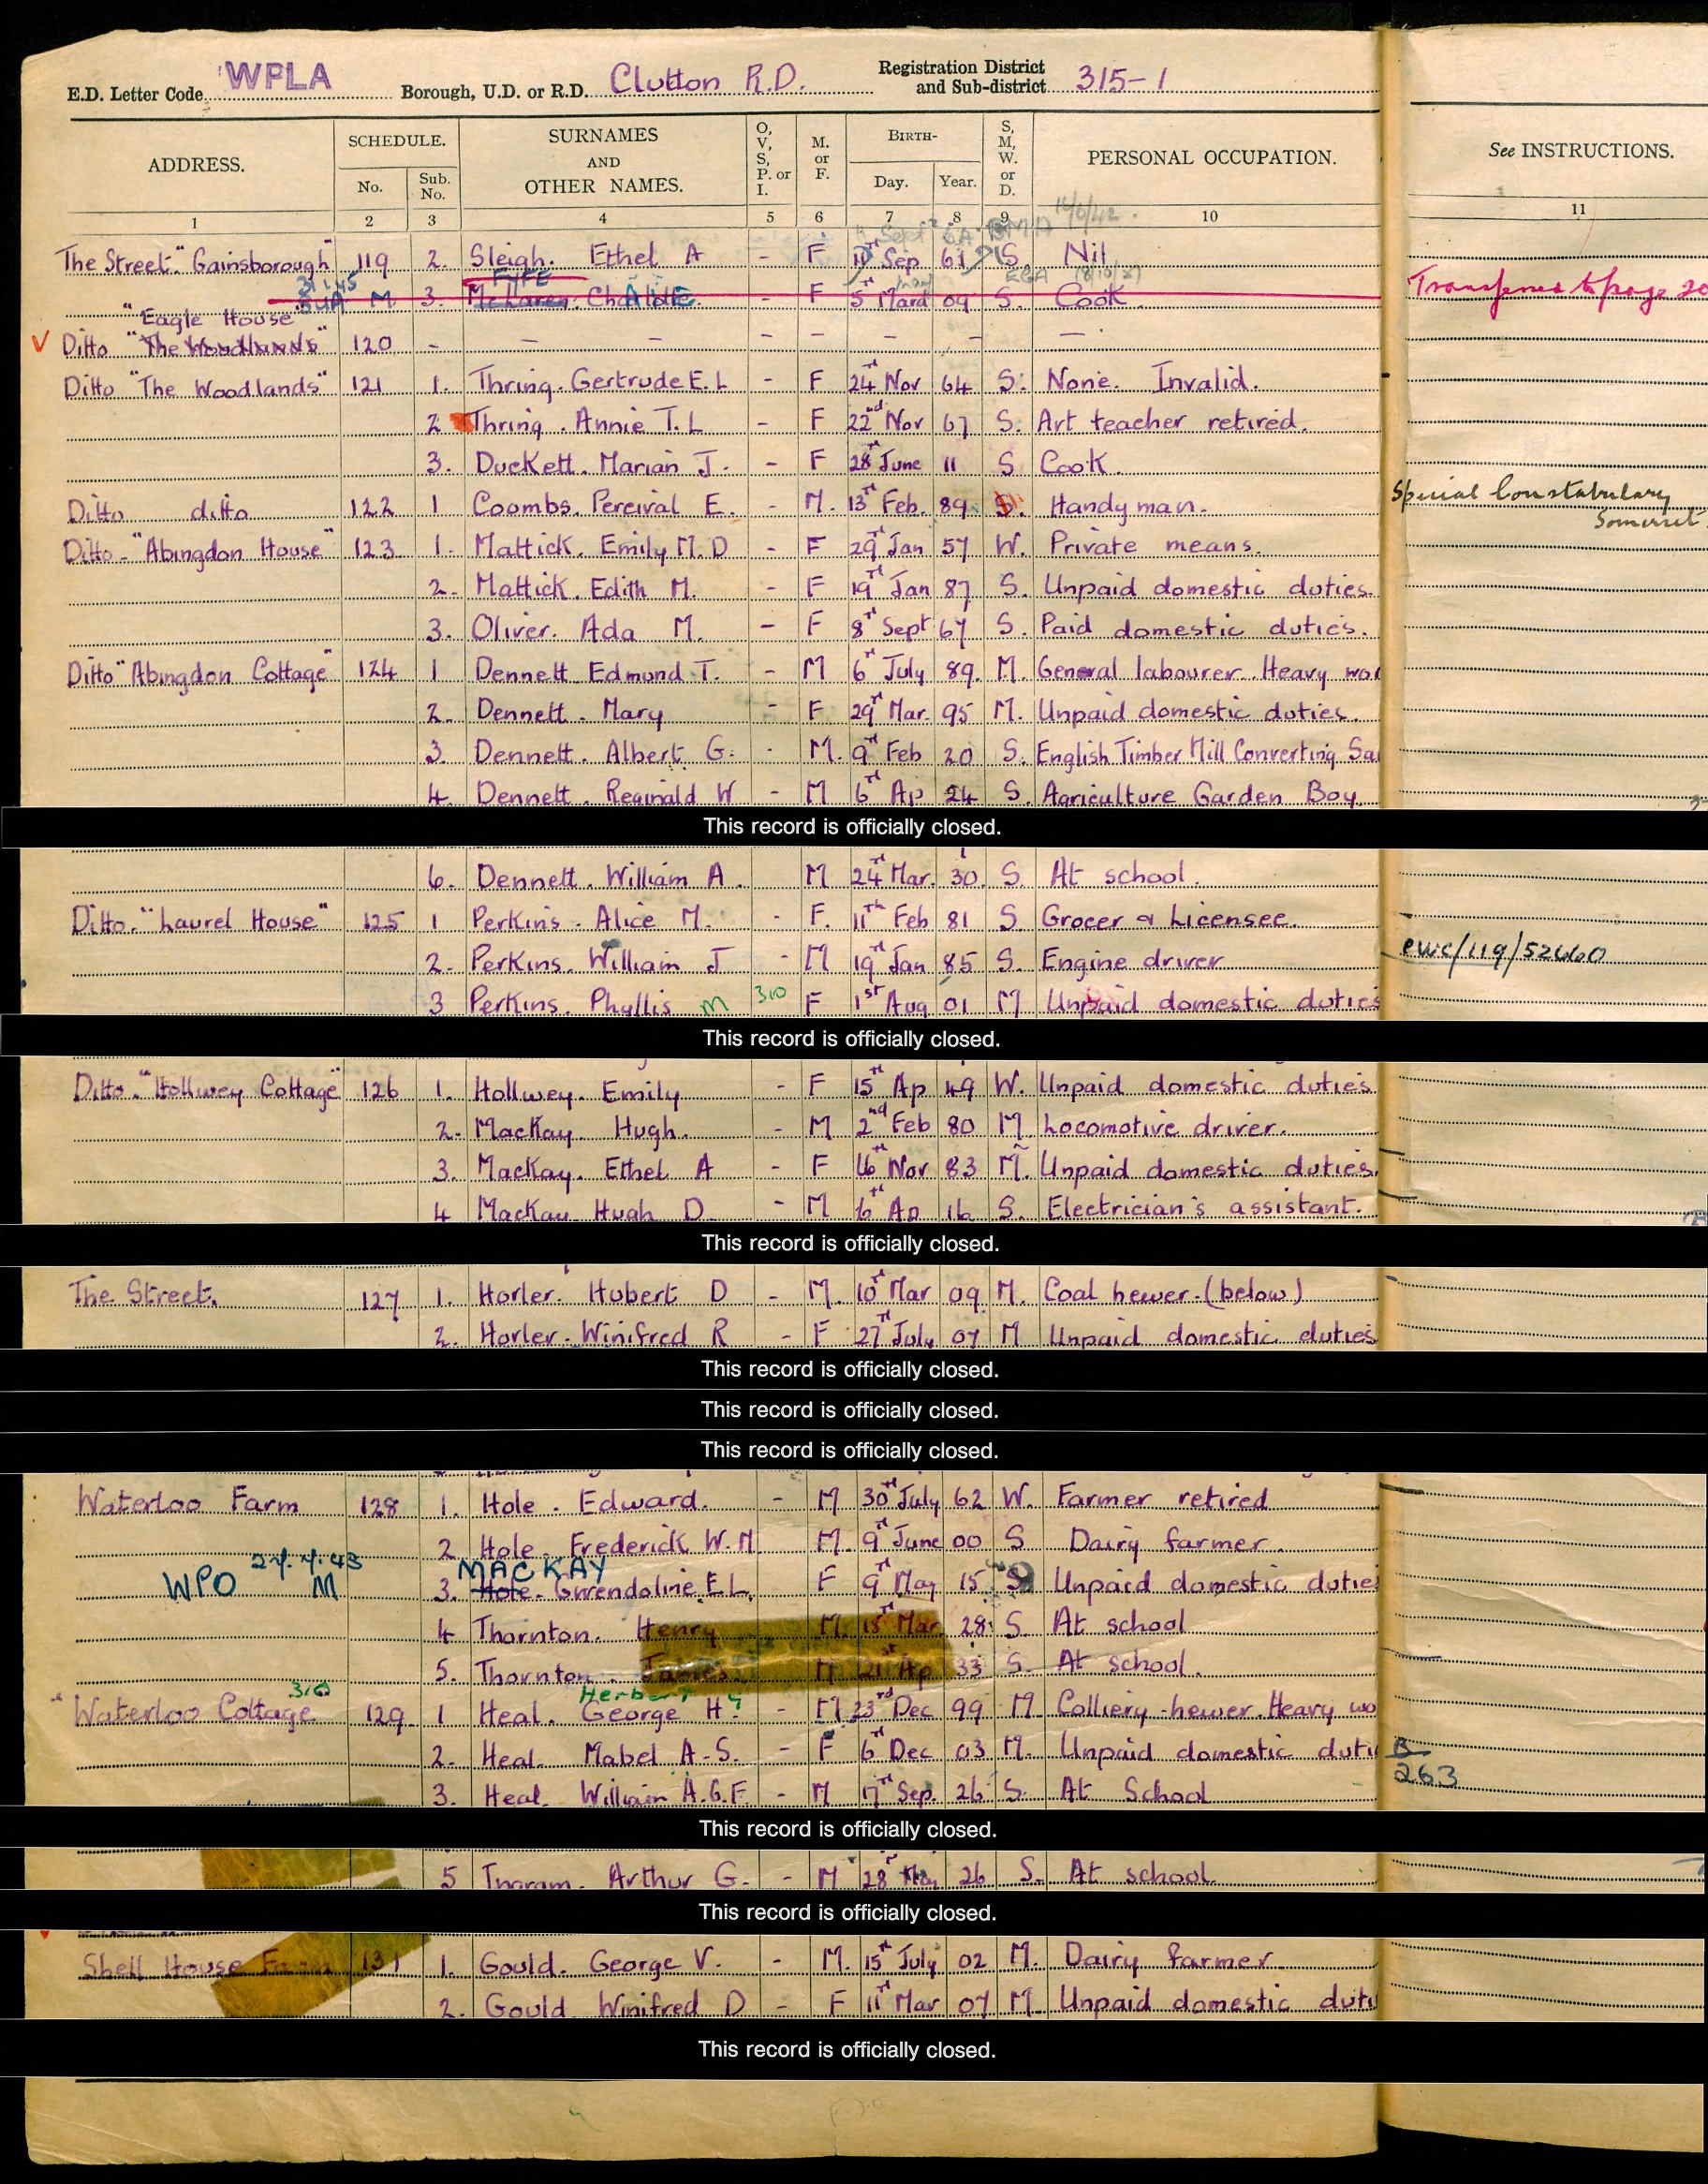 E.D. Letter Code WPLA Borough, U.D. or R.D. Clutton R.D. Registration District and Sub-district 315-1
ADDRESS. SCHEDULE. No. Sub. No. SURNAMES AND OTHER NAMES. O, V, S, P. or I. M. or F. BIRTH- Day. Year. S, M, W. or D. PERSONAL OCCUPATION. See INSTRUCTIONS.
1 2 3 4 5 6 7 8 9 10 11
The Street "Gainsborough" 119 2. Sleigh. Ethel A - F Sep 61 S. Nil
FYFE
M 3. - F 5 09 S. Cook Transferred to page 20
"Eagle House"
Ditto "The Woodlands" 120 - - - - - - - -
Ditto "The Woodlands" 121 1. Thring. Gertrude E. L - F 24th Nov 64 S. None. Invalid.
2 Thring. Annie T. L - F 22nd Nov 67 S. Art teacher retired.
3. Duckett. Marian J. - F 28th June 11 S Cook.
Ditto ditto 122 1 Coombs. Percival E. - M. 13th Feb. 89 Handy man. Special Constabulary Somerset
Ditto - "Abingdon House" 123 1. Mattick. Emily M. D - F 29th Jan 57 W. Private means.
2. Mattick. Edith M. - F 19th Jan 87 S. Unpaid domestic duties.
3. Oliver. Ada M. - F 8th Sept 67 S. Paid domestic duties.
Ditto "Abingdon Cottage" 124 1 Dennett Edmund T. - M 6th July 89. M. General labourer. Heavy wor
2. Dennett. Mary - F 29th Mar. 95 M. Unpaid domestic duties.
3 Dennett. Albert G. - M. 9th Feb 20 S. English Timber Mill Converting Sa
4. Dennett. Reginald W - M 6th Ap 24 S. Agriculture Garden Boy.
This record is officially closed.
6. Dennett. William A. M 24th Mar. 30. S. At school.
Ditto. "Laurel House" 125 1 Perkins. Alice M. - F. 11th Feb 81 S Grocer & Licensee.
2. Perkins. William J - M 19th Jan 85 S. Engine driver
3 Perkins. Phyllis M 310 F 1st Aug 01 M Unpaid domestic duties
This record is officially closed.
Ditto. "Hollwey Cottage" 126 1. Hollwey. Emily - F 15th Ap 49 W. Unpaid domestic duties.
2. MacKay. Hugh. - M 2nd Feb 80 M Locomotive driver.
3. MacKay. Ethel A - F 16th Nov 83 M. Unpaid domestic duties.
4 MacKay Hugh D. - M 6th Ap 16 S. Electrician's assistant.
This record is officially closed.
The Street. 127 1. Horler. Hubert D - M. 10th Mar 09. M. Coal hewer. (below)
2. Horler. Winifred R - F 27th July 07 M Unpaid domestic duties
This record is officially closed.
This record is officially closed.
This record is officially closed.
Waterloo Farm 128 1. Hole. Edward. - M 30th July 62 W. Farmer retired
2 Hole. Frederick W. M. M. 9th June 00 S Dairy farmer.
WPO 27.4.43 M MACKAY
3. Hole. Gwendoline E L. F 9th May 15 S Unpaid domestic dutie
4 Thornton. Henry M. 15th Mar 28. S. At school
5. Thornton. James M 21st Ap 33 S. At school.
310 Herbert
"Waterloo Cottage 129 1 Heal. George H. - M 23rd Dec 99 M Colliery-hewer. Heavy wo
2. Heal. Mabel A. S. - F 6th Dec 03 M. Unpaid domestic duti
263
3. Heal. William A. G. F. - M 17th Sep. 26 S. At School
This record is officially closed.
5 Ingram. Arthur G. - M 28 26 S. At school.
This record is officially closed.
Shell House 131 1. Gould. George V. - M. 15th July 02 M. Dairy farmer.
2. Gould Winifred D - F 11th Mar 07 M. Unpaid domestic duti
This record is officially closed.